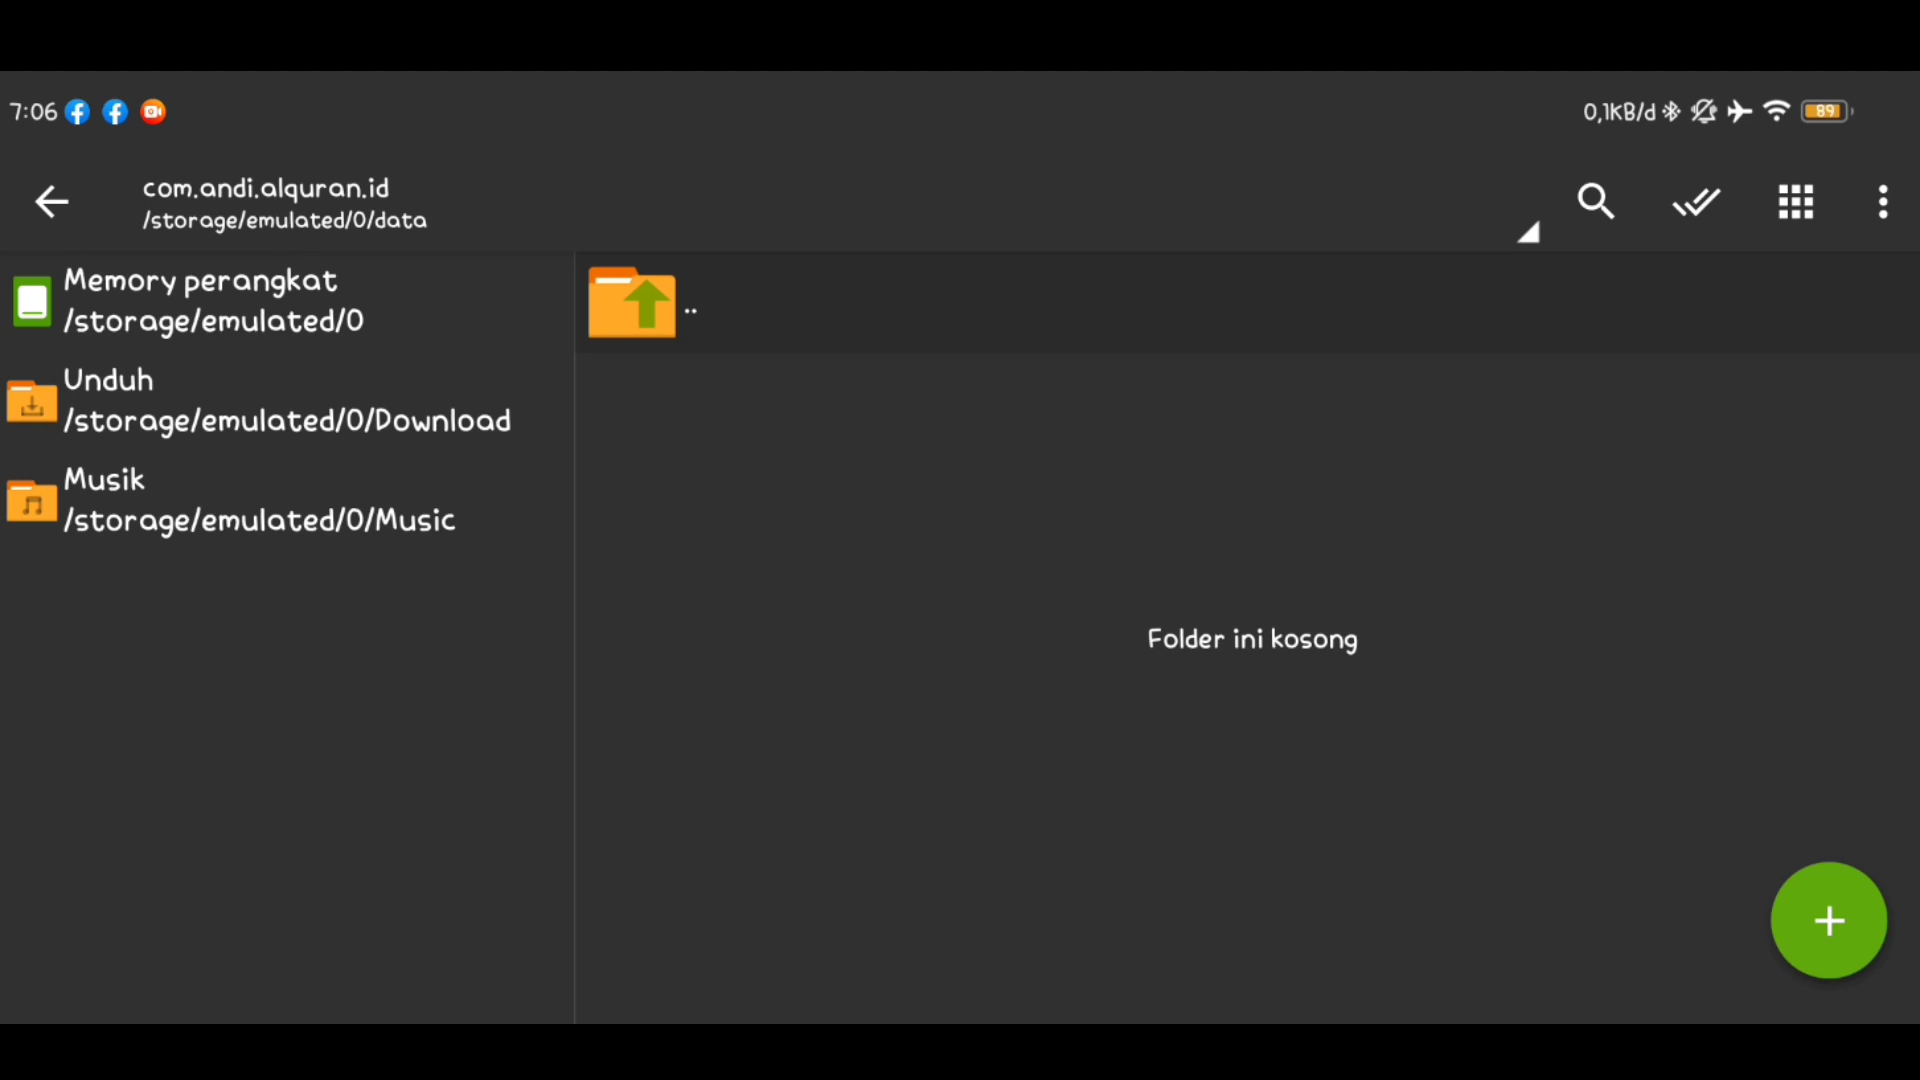 7:06
0,1KB/d
89
com.andi.alquran.id
/storage/emulated/0/data
Memory perangkat
/storage/emulated/0
Unduh
/storage/emulated/0/Download
Musik
/storage/emulated/0/Music
..
Folder ini kosong